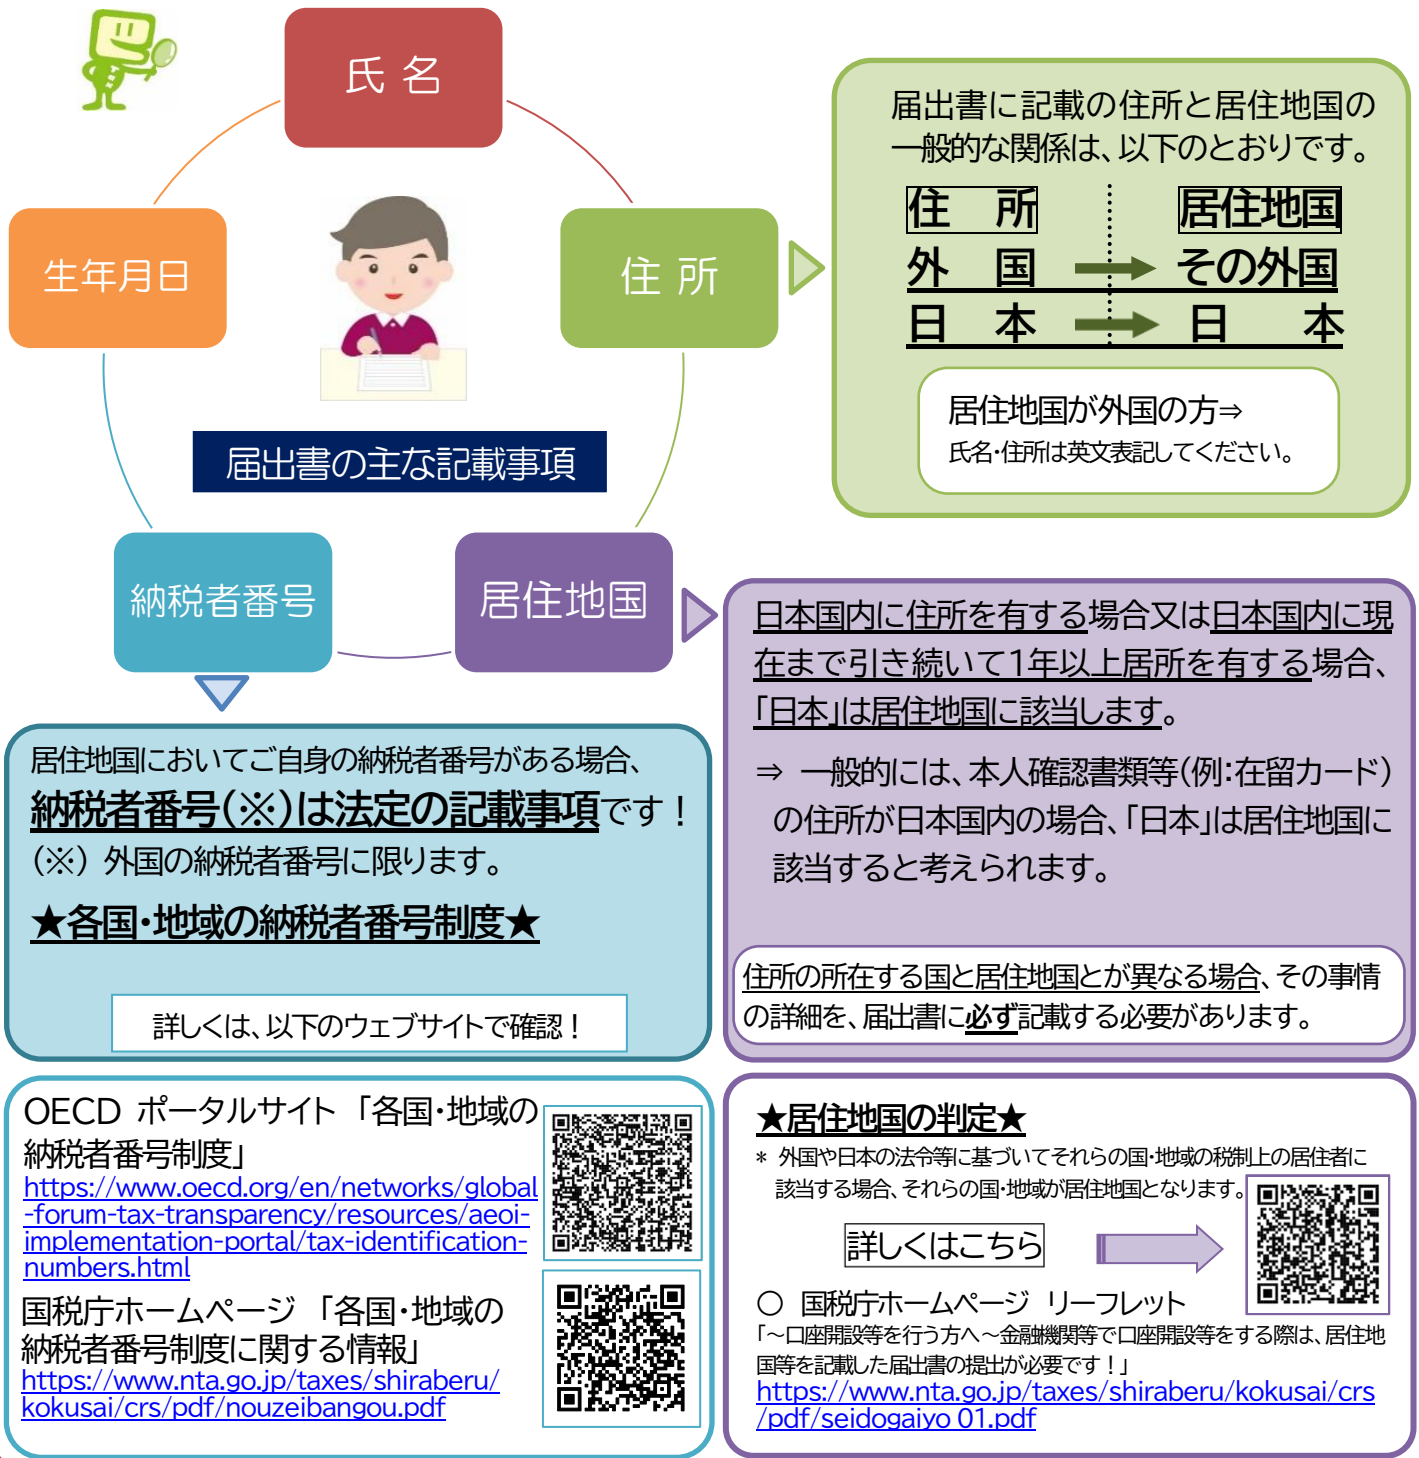 氏 名
生年月日
住 所
届出書の主な記載事項
納税者番号
居住地国
届出書に記載の住所と居住地国の
一般的な関係は、以下のとおりです。
住 所 居住地国
外 国 その外国
日 本 日 本
居住地国が外国の方⇒
氏名・住所は英文表記してください。
居住地国においてご自身の納税者番号がある場合、
納税者番号(※)は法定の記載事項です！
(※) 外国の納税者番号に限ります。
★各国・地域の納税者番号制度★
詳しくは、以下のウェブサイトで確認！
日本国内に住所を有する場合又は日本国内に現
在まで引き続いて1年以上居所を有する場合、
「日本」は居住地国に該当します。
⇒ 一般的には、本人確認書類等(例：在留カード)
の住所が日本国内の場合、「日本」は居住地国に
該当すると考えられます。
住所の所在する国と居住地国とが異なる場合、その事情
の詳細を、届出書に必ず記載する必要があります。
OECD ポータルサイト 「各国・地域の
納税者番号制度」
https://www.oecd.org/en/networks/global
-forum-tax-transparency/resources/aeoi-
implementation-portal/tax-identification-
numbers.html
国税庁ホームページ 「各国・地域の
納税者番号制度に関する情報」
https://www.nta.go.jp/taxes/shiraberu/
kokusai/crs/pdf/nouzeibangou.pdf
★居住地国の判定★
* 外国や日本の法令等に基づいてそれらの国・地域の税制上の居住者に
該当する場合、それらの国・地域が居住地国となります。
詳しくはこちら
○ 国税庁ホームページ リーフレット
「～口座開設等を行う方へ～金融機関等で口座開設等をする際は、居住地
国等を記載した届出書の提出が必要です！」
https://www.nta.go.jp/taxes/shiraberu/kokusai/crs
/pdf/seidogaiyo 01.pdf